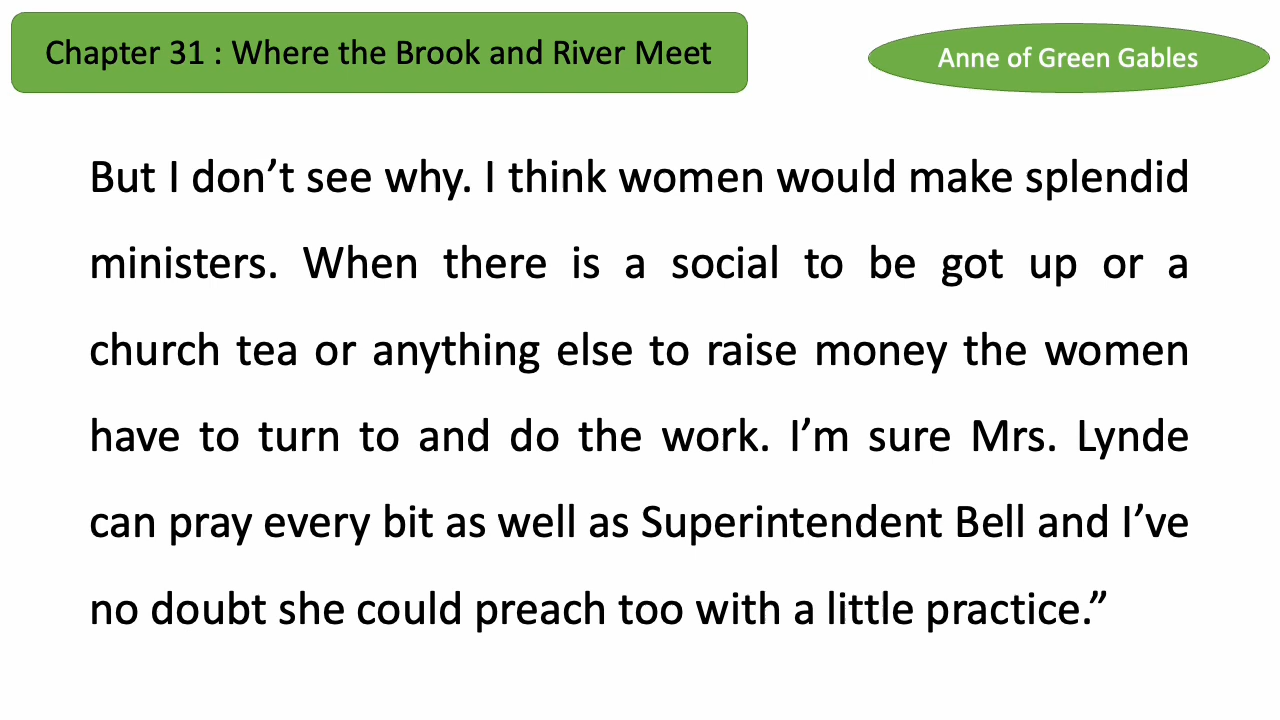 Chapter 31 : Where the Brook and River Meet
Anne of Green Gables
But I don’t see why. I think women would make splendid
ministers. When there is a social to be got up or a
church tea or anything else to raise money the women
have to turn to and do the work. I’m sure Mrs. Lynde
can pray every bit as well as Superintendent Bell and I’ve
no doubt she could preach too with a little practice.”